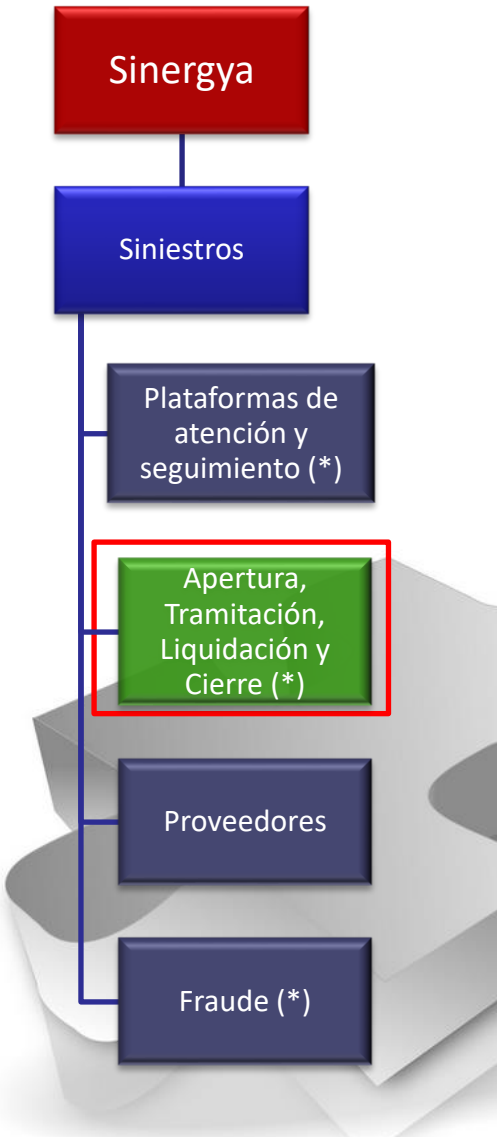 Sinergya
Siniestros
Plataformas de
atención y
seguimiento (*)
Apertura,
Tramitación,
Liquidación y
Cierre (*)
Proveedores
Fraude (*)